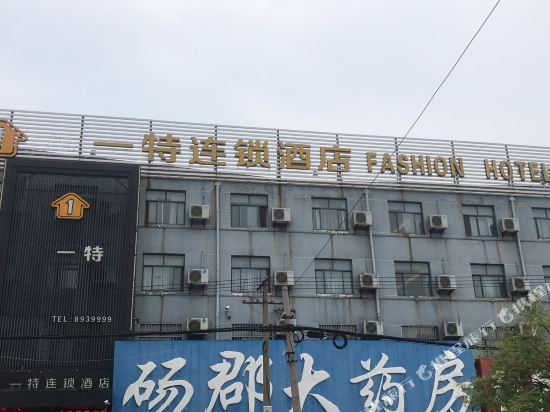 一特连锁酒店 FASHION HOTEL
1
一特
TEL:8939999
一特连锁酒店
砀郡大药房